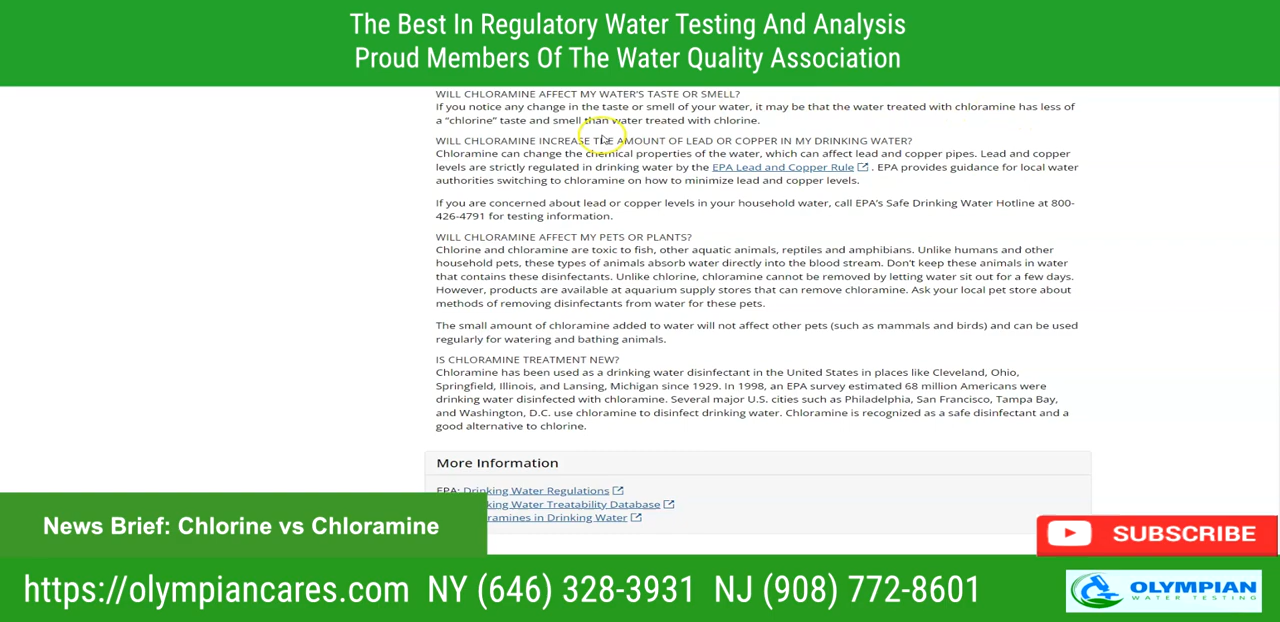 The Best In Regulatory Water Testing And Analysis
Proud Members Of The Water Quality Association
WILL CHLORAMINE AFFECT MY WATER'S TASTE OR SMELL?
If you notice any change in the taste or smell of your water, it may be that the water treated with chloramine has less of
a "chlorine" taste and smell than water treated with chlorine.
WILL CHLORAMINE INCREASE THE AMOUNT OF LEAD OR COPPER IN MY DRINKING WATER?
Chloramine can change the chemical properties of the water, which can affect lead and copper pipes. Lead and copper
levels are strictly regulated in drinking water by the EPA Lead and Copper Rule . EPA provides guidance for local water
authorities switching to chloramine on how to minimize lead and copper levels.
If you are concerned about lead or copper levels in your household water, call EPA's Safe Drinking Water Hotline at 800-
426-4791 for testing information.
WILL CHLORAMINE AFFECT MY PETS OR PLANTS?
Chlorine and chloramine are toxic to fish, other aquatic animals, reptiles and amphibians. Unlike humans and other
household pets, these types of animals absorb water directly into the blood stream. Don't keep these animals in water
that contains these disinfectants. Unlike chlorine, chloramine cannot be removed by letting water sit out for a few days.
However, products are available at aquarium supply stores that can remove chloramine. Ask your local pet store about
methods of removing disinfectants from water for these pets.
The small amount of chloramine added to water will not affect other pets (such as mammals and birds) and can be used
regularly for watering and bathing animals.
IS CHLORAMINE TREATMENT NEW?
Chloramine has been used as a drinking water disinfectant in the United States in places like Cleveland, Ohio,
Springfield, Illinois, and Lansing, Michigan since 1929. In 1998, an EPA survey estimated 68 million Americans were
drinking water disinfected with chloramine. Several major U.S. cities such as Philadelphia, San Francisco, Tampa Bay,
and Washington, D.C. use chloramine to disinfect drinking water. Chloramine is recognized as a safe disinfectant and a
good alternative to chlorine.
More Information
EPA: Drinking Water Regulations
king Water Treatability Database
ramines in Drinking Water
News Brief: Chlorine vs Chloramine
SUBSCRIBE
https://olympiancares.com NY (646) 328-3931 NJ (908) 772-8601
OLYMPIAN
WATER TESTING